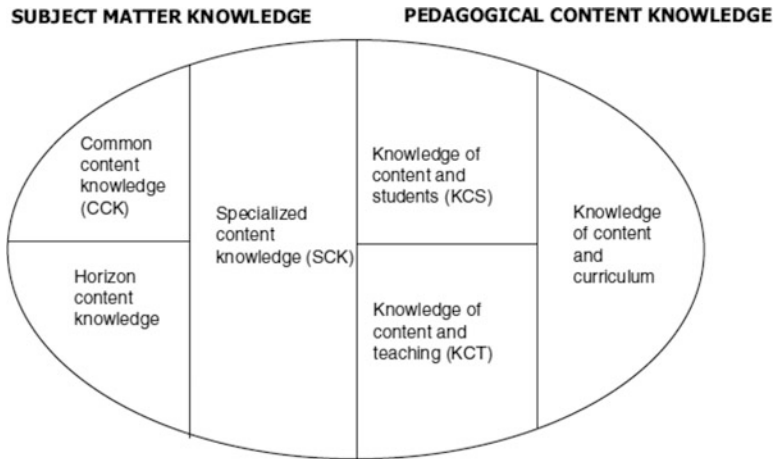 SUBJECT MATTER KNOWLEDGE
PEDAGOGICAL CONTENT KNOWLEDGE
Common
content
knowledge
(CCK)
Horizon
content
knowledge
Specialized
content
knowledge (SCK)
Knowledge of
content and
students (KCS)
Knowledge of
content and
teaching (KCT)
Knowledge
of content
and
curriculum